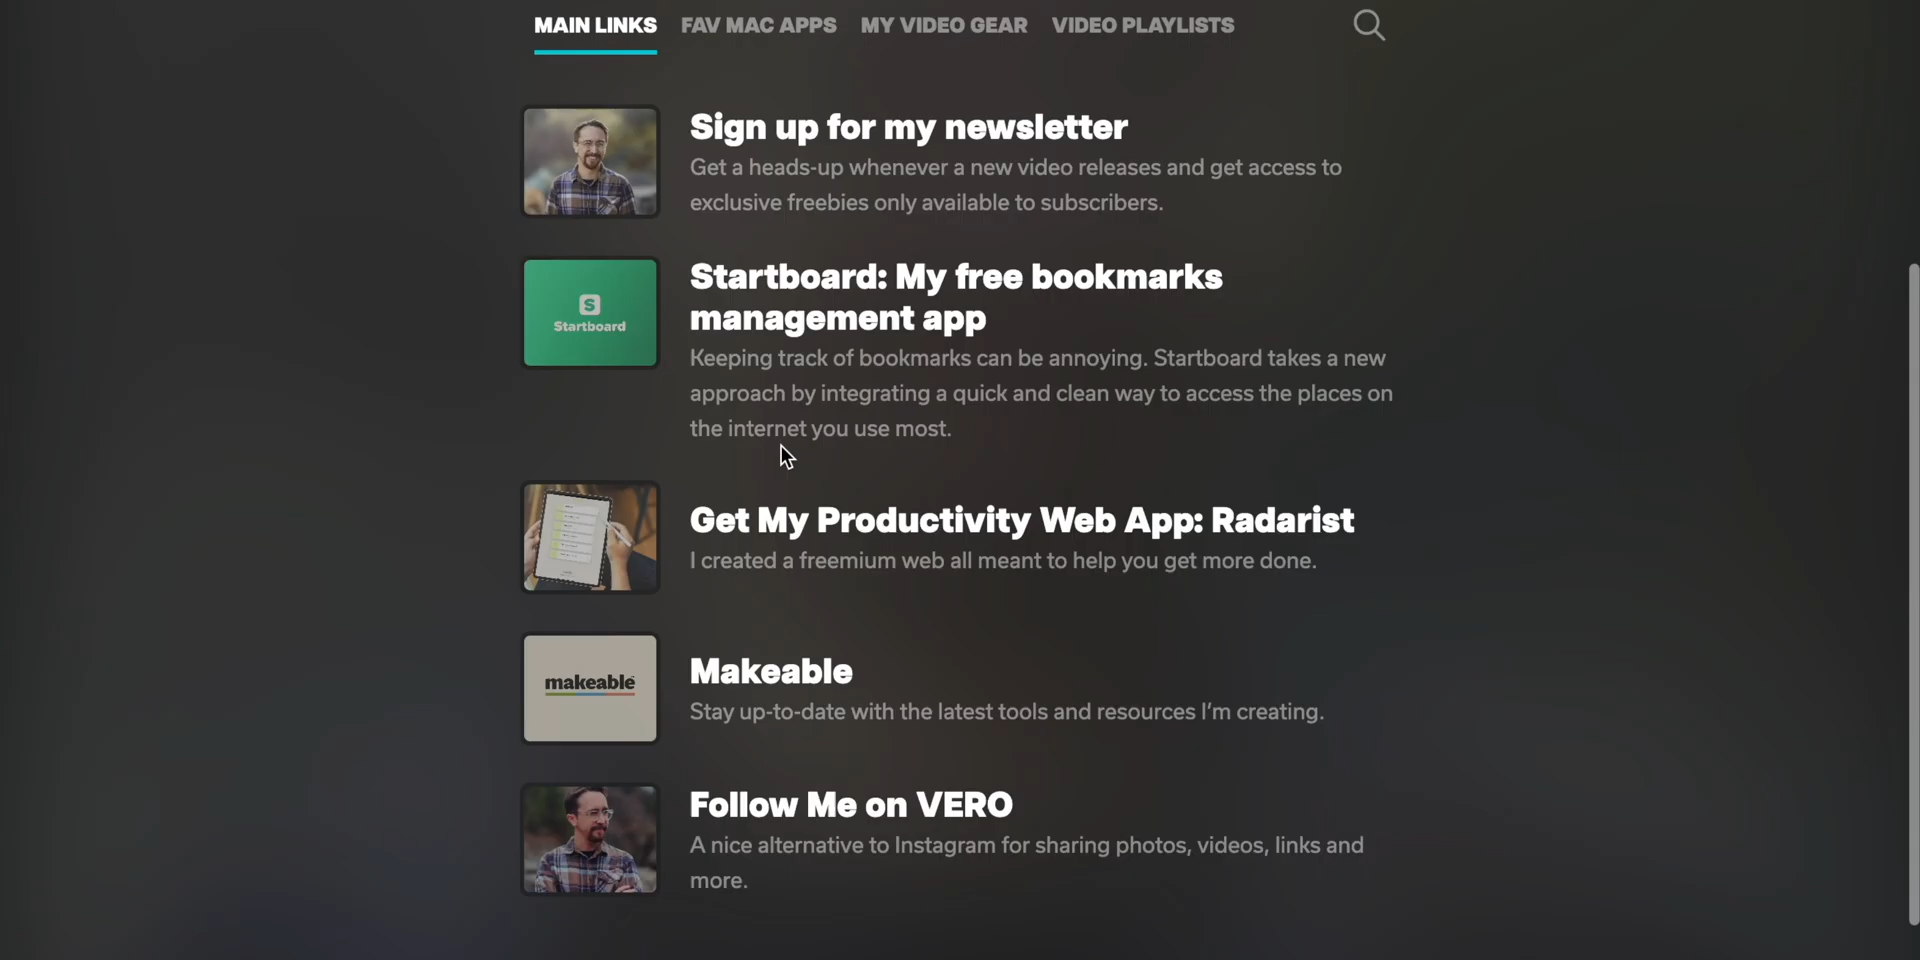 MAIN LINKS FAV MAC APPS MY VIDEO GEAR VIDEO PLAYLISTS
Sign up for my newsletter
Get a heads-up whenever a new video releases and get access to
exclusive freebies only available to subscribers.
S
Startboard
Startboard: My free bookmarks
management app
Keeping track of bookmarks can be annoying. Startboard takes a new
approach by integrating a quick and clean way to access the places on
the internet you use most.
Get My Productivity Web App: Radarist
I created a freemium web all meant to help you get more done.
makeable
Makeable
Stay up-to-date with the latest tools and resources I’m creating.
Follow Me on VERO
A nice alternative to Instagram for sharing photos, videos, links and
more.